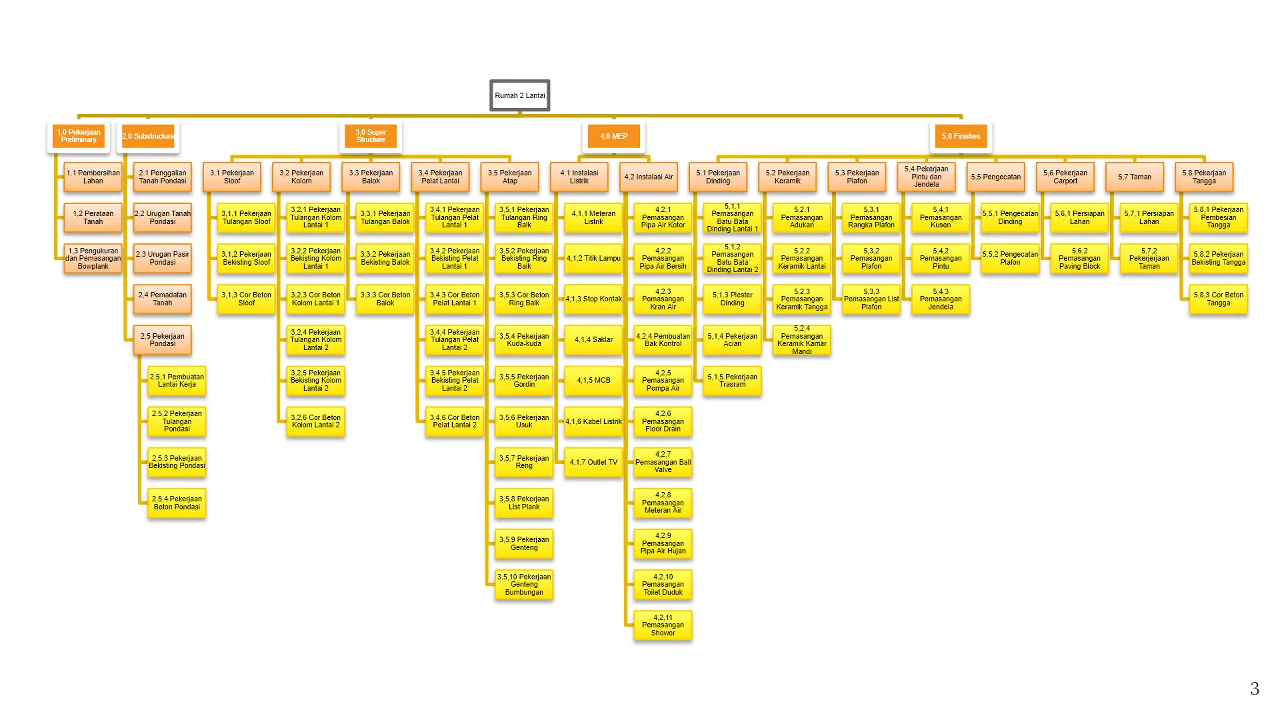 Rumah 2 Lantai
1,0 Pekerjaan
Preliminary
2,0 Substructure
3,0 Super
Structure
4,0 MEP
5,0 Finishes
1,1 Pembersihan
Lahan
1,2 Perataan
Tanah
1,3 Pengukuran
dan Pemasangan
Bowplank
2,1 Penggalian
Tanah Pondasi
2,2 Urugan Tanah
Pondasi
2,3 Urugan Pasir
Pondasi
2,4 Pemadatan
Tanah
2,5 Pekerjaan
Pondasi
2,5,1 Pembuatan
Lantai Kerja
2.5.2 Pekerjaan
Tulangan
Pondasi
2.5.3 Pekerjaan
Bekisting Pondasi
2,5,4 Pekerjaan
Beton Pondasi
3.1 Pekerjaan
Sloof
3,1,1 Pekerjaan
Tulangan Sloof
3,1,2 Pekerjaan
Bekisting Sloof
3,1,3 Cor Beton
Sloof
3,2 Pekerjaan
Kolom
3,2,1 Pekerjaan
Tulangan Kolom
Lantai 1
3,2,2 Pekerjaan
Bekisting Kolom
Lantai 1
3,2,3 Cor Beton
Kolom Lantai 1
3,2,4 Pekerjaan
Tulangan Kolom
Lantai 2
3,2,5 Pekerjaan
Bekisting Kolom
Lantai 2
3,2,6 Cor Beton
Kolom Lantai 2
3.3 Pekerjaan
Balok
3,3,1 Pekerjaan
Tulangan Balok
3,3,2 Pekerjaan
Bekisting Balok
3,3,3 Cor Beton
Balok
3,4 Pekerjaan
Pelat Lantai
3,4,1 Pekerjaan
Tulangan Pelat
Lantai 1
3,4,2 Pekerjaan
Bekisting Pelat
Lantai 1
3,4,3 Cor Beton
Pelat Lantai 1
3,4,4 Pekerjaan
Tulangan Pelat
Lantai 2
3,4,5 Pekerjaan
Bekisting Pelat
Lantai 2
3,4,6 Cor Beton
Pelat Lantai 2
3,5 Pekerjaan
Atap
3,5,1 Pekerjaan
Tulangan Ring
Balk
3,5,2 Pekerjaan
Bekisting Ring
Balk
3,5,3 Cor Beton
Ring Balk
3,5,4 Pekerjaan
Kuda-kuda
3,5,5 Pekerjaan
Gordin
3,5,6 Pekerjaan
Usuk
3,5,7 Pekerjaan
Reng
3,5,8 Pekerjaan
List Plank
3,5,9 Pekerjaan
Genteng
3,5,10 Pekerjaan
Genteng
Bumbungan
4,1 Instalasi
Listrik
4,1,1 Meteran
Listrik
4,1,2 Titik Lampu
4,1,3 Stop Kontak
4,1,4 Saklar
4,1,5 MCB
4,1,6 Kabel Listrik
4,1,7 Outlet TV
4,2 Instalasi Air
4,2,1
Pemasangan
Pipa Air Kotor
4,2,2
Pemasangan
Pipa Air Bersih
4,2,3
Pemasangan
Kran Air
4,2,4 Pembuatan
Bak Kontrol
4,2,5
Pemasangan
Pompa Air
4,2,6
Pemasangan
Floor Drain
4,2,7
Pemasangan Ball
Valve
4,2,8
Pemasangan
Meteran Air
4,2,9
Pemasangan
Pipa Air Hujan
4,2,10
Pemasangan
Toilet Duduk
4,2,11
Pemasangan
Shower
5,1 Pekerjaan
Dinding
5,1,1
Pemasangan
Batu Bata
Dinding Lantai 1
5,1,2
Pemasangan
Batu Bata
Dinding Lantai 2
5,1,3 Plester
Dinding
5,1,4 Pekerjaan
Acian
5,1,5 Pekerjaan
Trasram
5,2 Pekerjaan
Keramik
5,2,1
Pemasangan
Adukan
5,2,2
Pemasangan
Keramik Lantai
5,2,3
Pemasangan
Keramik Tangga
5,2,4
Pemasangan
Keramik Kamar
Mandi
5,3 Pekerjaan
Plafon
5,3,1
Pemasangan
Rangka Plafon
5,3,2
Pemasangan
Plafon
5,3,3
Pemasangan List
Plafon
5,4 Pekerjaan
Pintu dan
Jendela
5,4,1
Pemasangan
Kusen
5,4,2
Pemasangan
Pintu
5,4,3
Pemasangan
Jendela
5,5 Pengecatan
5,5,1 Pengecatan
Dinding
5,5,2 Pengecatan
Plafon
5,6 Pekerjaan
Carport
5,6,1 Persiapan
Lahan
5,6,2
Pemasangan
Paving Block
5,7 Taman
5,7,1 Persiapan
Lahan
5,7,2
Pekerjerjaan
Taman
5,8 Pekerjaan
Tangga
5,8,1 Pekerjaan
Pembesian
Tangga
5,8,2 Pekerjaan
Bekisting Tangga
5,8,3 Cor Beton
Tangga
3